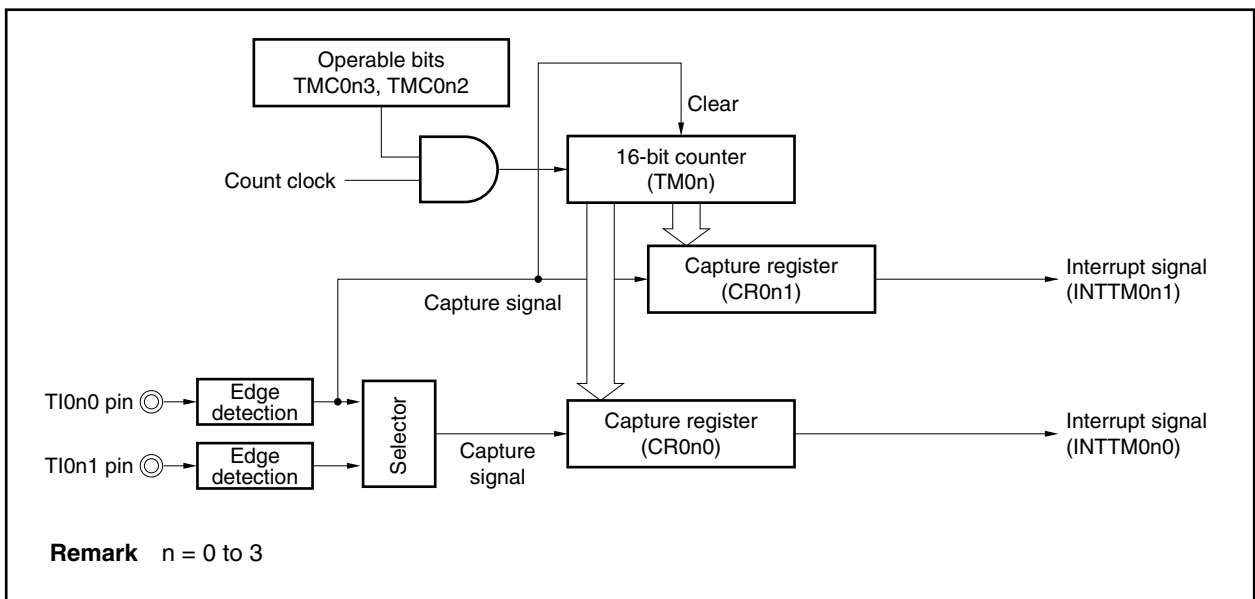 Operable bits
TMC0n3, TMC0n2
Clear
Count clock
16-bit counter
(TM0n)
Capture register
(CR0n1)
Interrupt signal
(INTTM0n1)
Capture signal
TI0n0 pin
Edge
detection
Selector
Capture register
(CR0n0)
Interrupt signal
(INTTM0n0)
TI0n1 pin
Edge
detection
Capture
signal
Remark n = 0 to 3